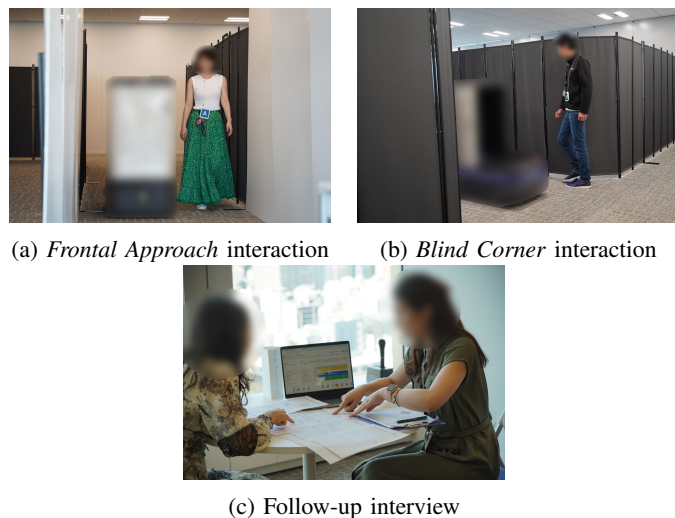 (a) Frontal Approach interaction
(b) Blind Corner interaction
(c) Follow-up interview